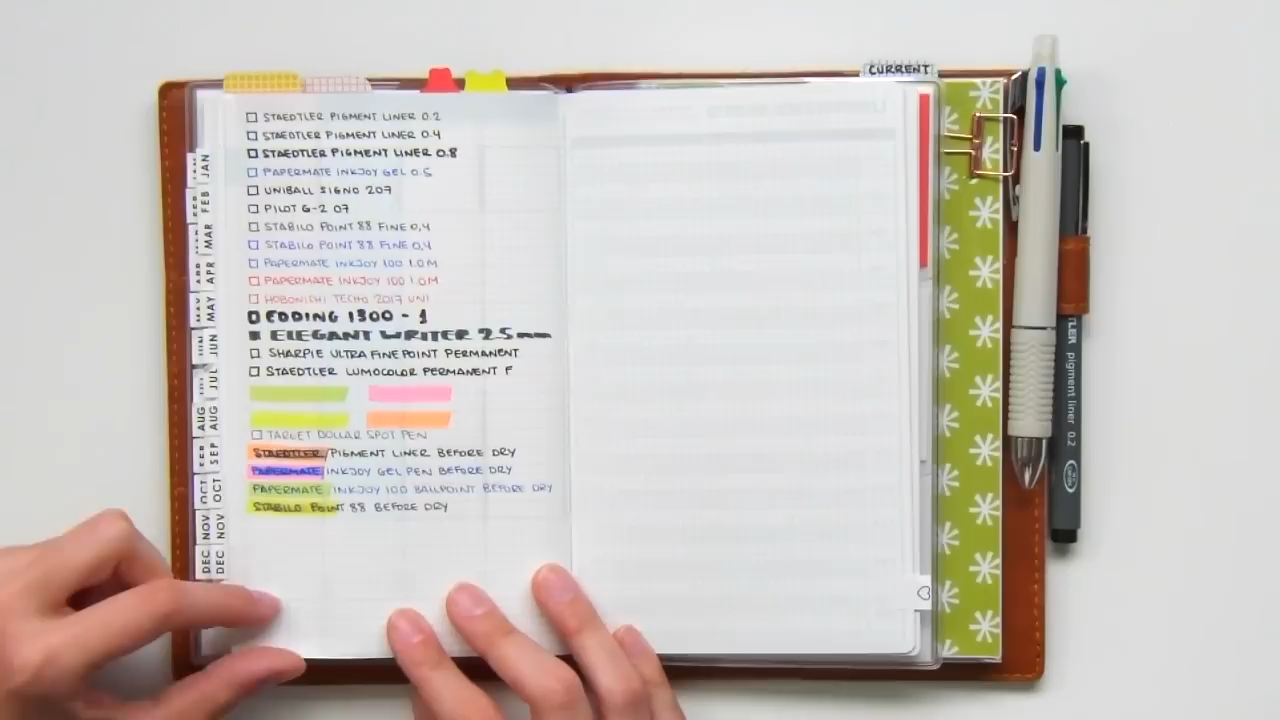 CURRENT
STAEDTLER PIGMENT LINER 0.2
STAEDTLER PIGMENT LINER 0.4
STAEDTLER PIGMENT LINER 0.8
PAPERMATE INKJOY GEL 0.5
UNIBALL SIGNO 207
PILOT G-2 07
STABILO POINT 88 FINE 0,4
STABILO POINT 88 FINE 0,4
PAPERMATE INKJOY 100 1.0M
PAPERMATE INKJOY 100 1.0M
HOBONICHI TECHO 2017 UNI
EDDING 1300 - 1
ELEGANT WRITER 2.5mm
SHARPIE ULTRA FINE POINT PERMANENT
STAEDTLER LUMOCOLOR PERMANENT F
TARGET DOLLAR SPOT PEN
STAEDTLER/PIGMENT LINER BEFORE DRY
PAPERMATE/INKJOY GEL PEN BEFORE DRY
PAPERMATE/INKJOY 100 BALLPOINT BEFORE DRY
STABILO POINT 88 BEFORE DRY
JAN
FEB
MAR
APR
MAY
JUN
JUL
AUG
AUG
SEP
OCT
OCT
NOV
NOV
DEC
DEC
pigment liner 0.2